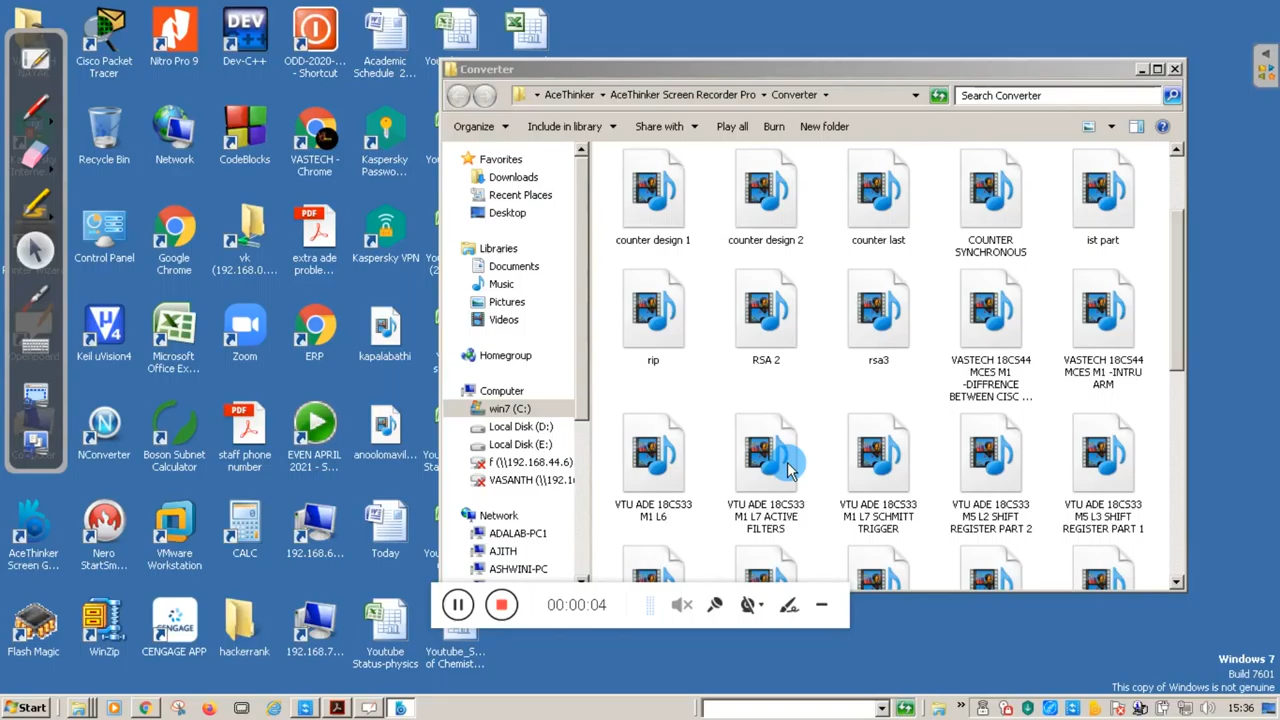 Cisco Packet
Tracer
Nitro Pro 9
Dev-C++
ODD-2020-...
- Shortcut
Academic
Schedule 2...
Recycle Bin
Network
CodeBlocks
VASTECH -
Chrome
Kaspersky
Passwo...
Control Panel
Google
Chrome
vk
(192.168.0....
extra ade
proble...
Kaspersky VPN
Keil uVision4
Microsoft
Office Ex...
Zoom
ERP
kapalabathi
NConverter
Boson Subnet
Calculator
staff phone
number
EVEN APRIL
2021 - S...
anoolomavil...
AceThinker
Screen G...
Nero
StartSm...
VMware
Workstation
CALC
192.168.6...
Today
Flash Magic
WinZip
CENGAGE APP
hackerrank
192.168.7...
Youtube
Status-physics
Youtube_S...
of Chemist...
DEV
PDF
PDF
CENGAGE
Converter
AceThinker
AceThinker Screen Recorder Pro
Converter
Search Converter
Organize
Include in library
Share with
Play all
Burn
New folder
Favorites
Downloads
Recent Places
Desktop
Libraries
Documents
Music
Pictures
Videos
Homegroup
Computer
win7 (C:)
Local Disk (D:)
Local Disk (E:)
f (\\192.168.44.6)
VASANTH (\\192.1
Network
ADALAB-PC1
AJITH
ASHWINI-PC
counter design 1
counter design 2
counter last
COUNTER
SYNCHRONOUS
ist part
rip
RSA 2
rsa3
VASTECH 18CS44
MCES M1
-DIFFRENCE
BETWEEN CISC ...
VASTECH 18CS44
MCES M1 -INTRU
ARM
VTU ADE 18CS33
M1 L6
VTU ADE 18CS33
M1 L7 ACTIVE
FILTERS
VTU ADE 18CS33
M1 L7 SCHMITT
TRIGGER
VTU ADE 18CS33
M5 L2 SHIFT
REGISTER PART 2
VTU ADE 18CS33
M5 L3 SHIFT
REGISTER PART 1
00:00:04
Windows 7
Build 7601
This copy of Windows is not genuine
Start
15:36